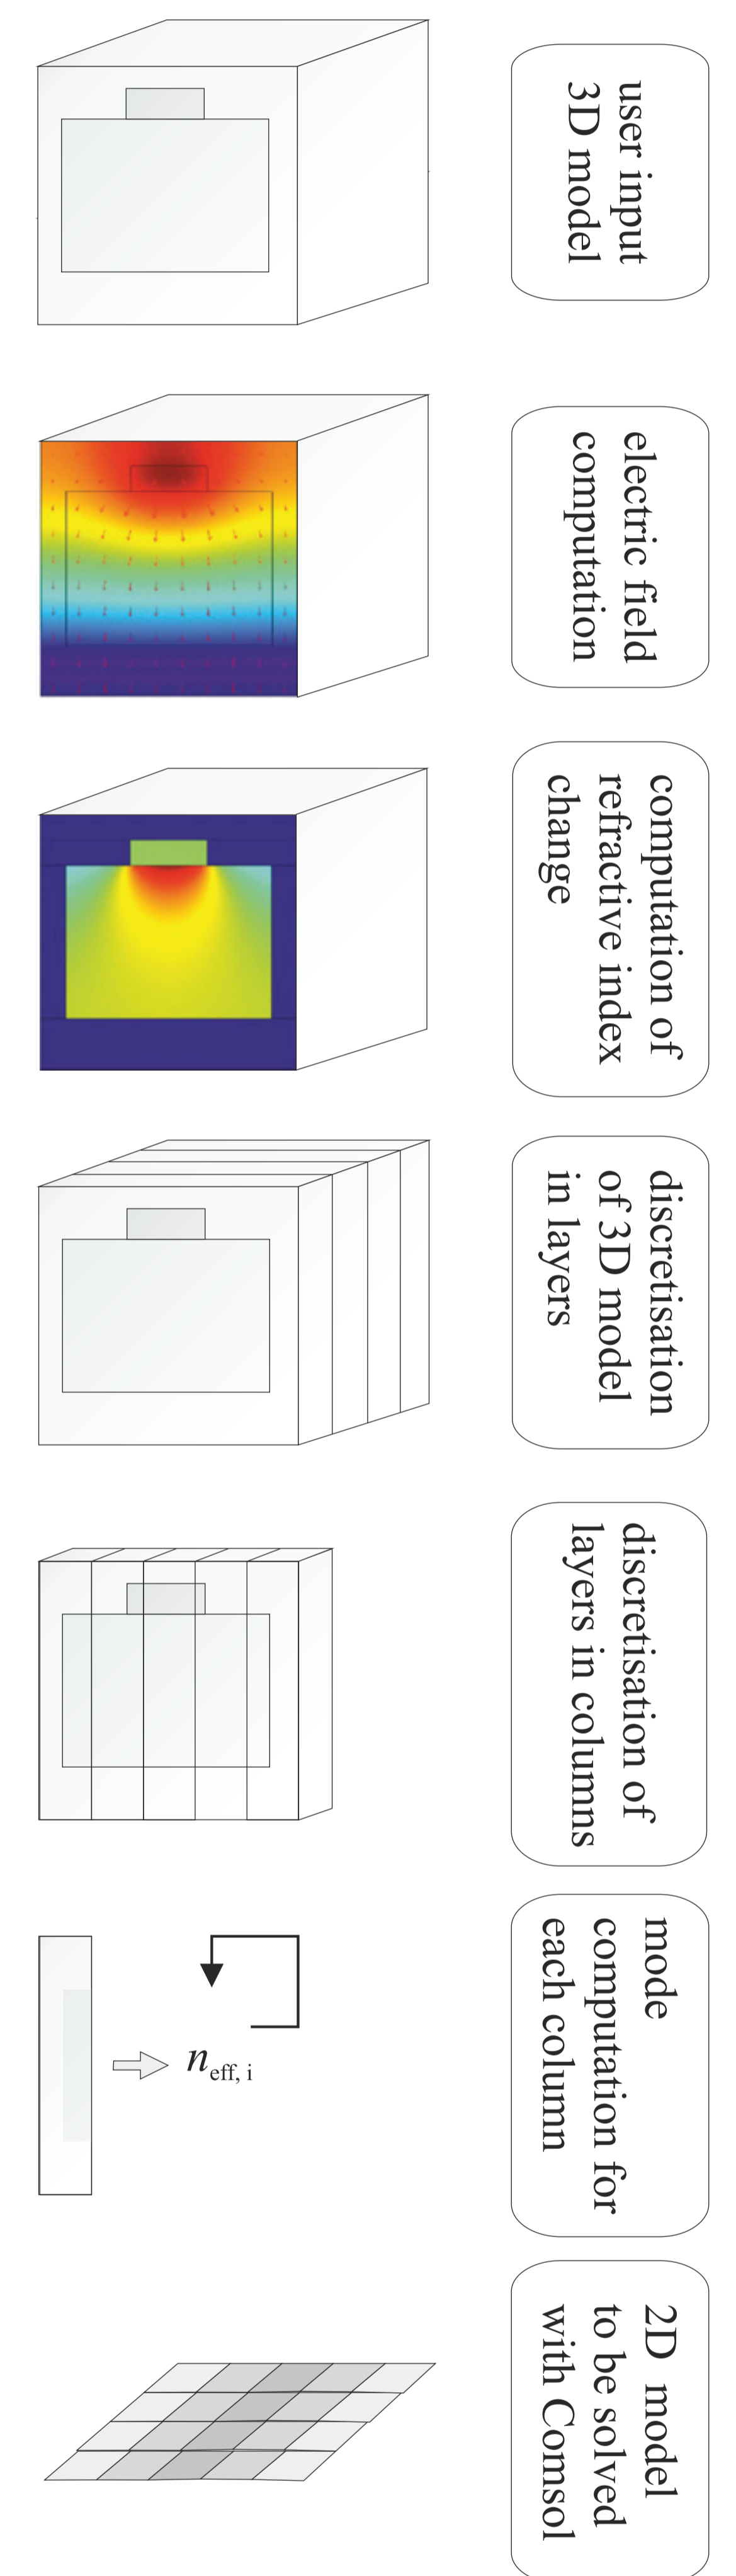 user input
3D model
electric field
computation
computation of
refractive index
change
discretisation
of 3D model
in layers
discretisation of
layers in columns
mode
computation for
each column
n eff, i
2D model
to be solved
with Comsol